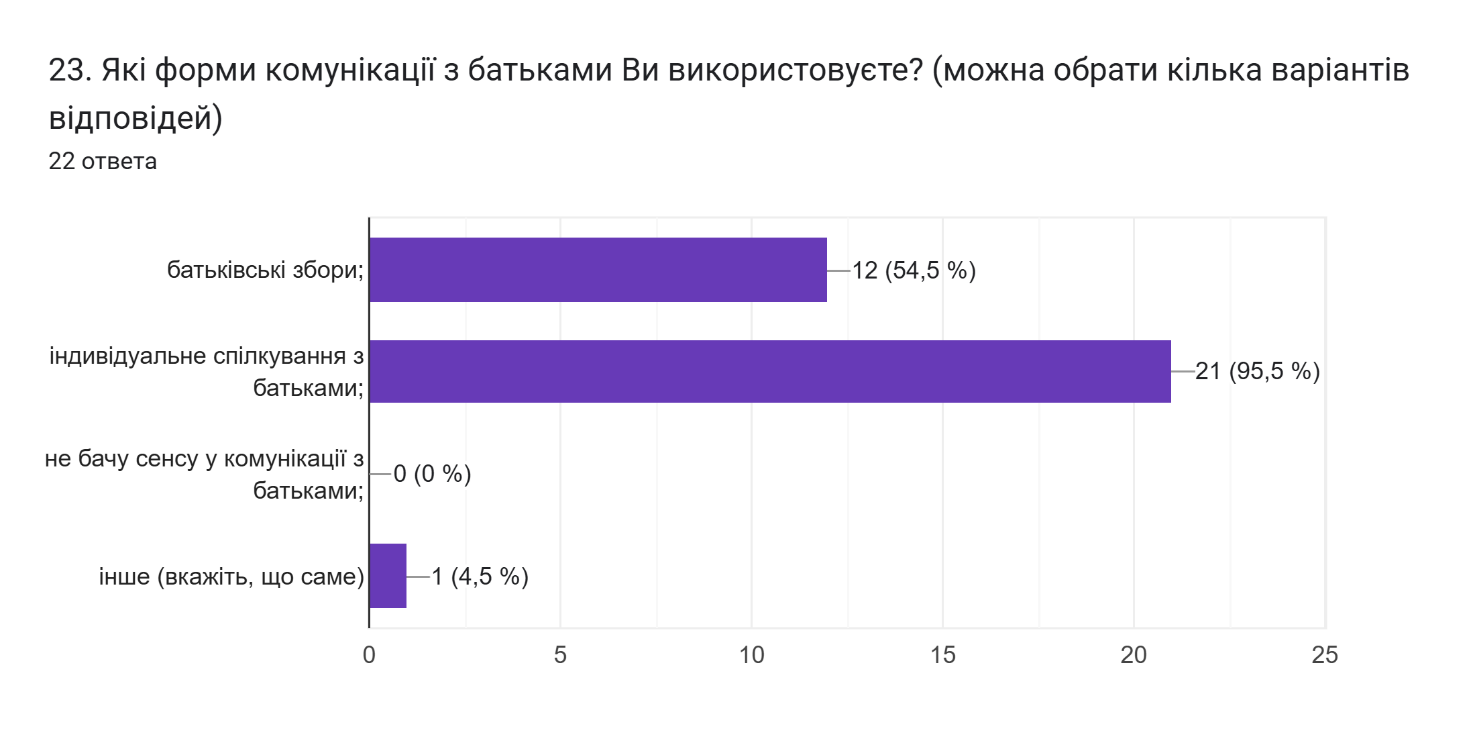 23. Які форми комунікації з батьками Ви використовуєте? (можна обрати кілька варіантів
відповідей)
22 ответа
батьківські збори;
12 (54,5 %)
індивідуальне спілкування з
батьками;
21 (95,5 %)
не бачу сенсу у комунікації з
батьками;
0 (0 %)
інше (вкажіть, що саме)
1 (4,5 %)
0 5 10 15 20 25